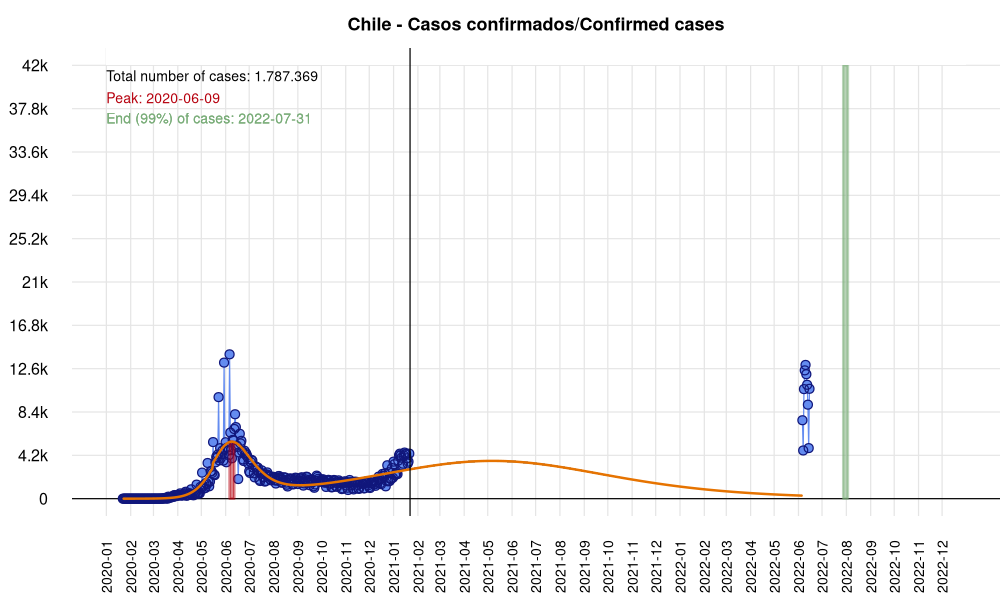 Chile - Casos confirmados/Confirmed cases
Total number of cases: 1.787.369
Peak: 2020-06-09
End (99%) of cases: 2022-07-31
42k
37.8k
33.6k
29.4k
25.2k
21k
16.8k
12.6k
8.4k
4.2k
0
2020-01
2020-02
2020-03
2020-04
2020-05
2020-06
2020-07
2020-08
2020-09
2020-10
2020-11
2020-12
2021-01
2021-02
2021-03
2021-04
2021-05
2021-06
2021-07
2021-08
2021-09
2021-10
2021-11
2021-12
2022-01
2022-02
2022-03
2022-04
2022-05
2022-06
2022-07
2022-08
2022-09
2022-10
2022-11
2022-12